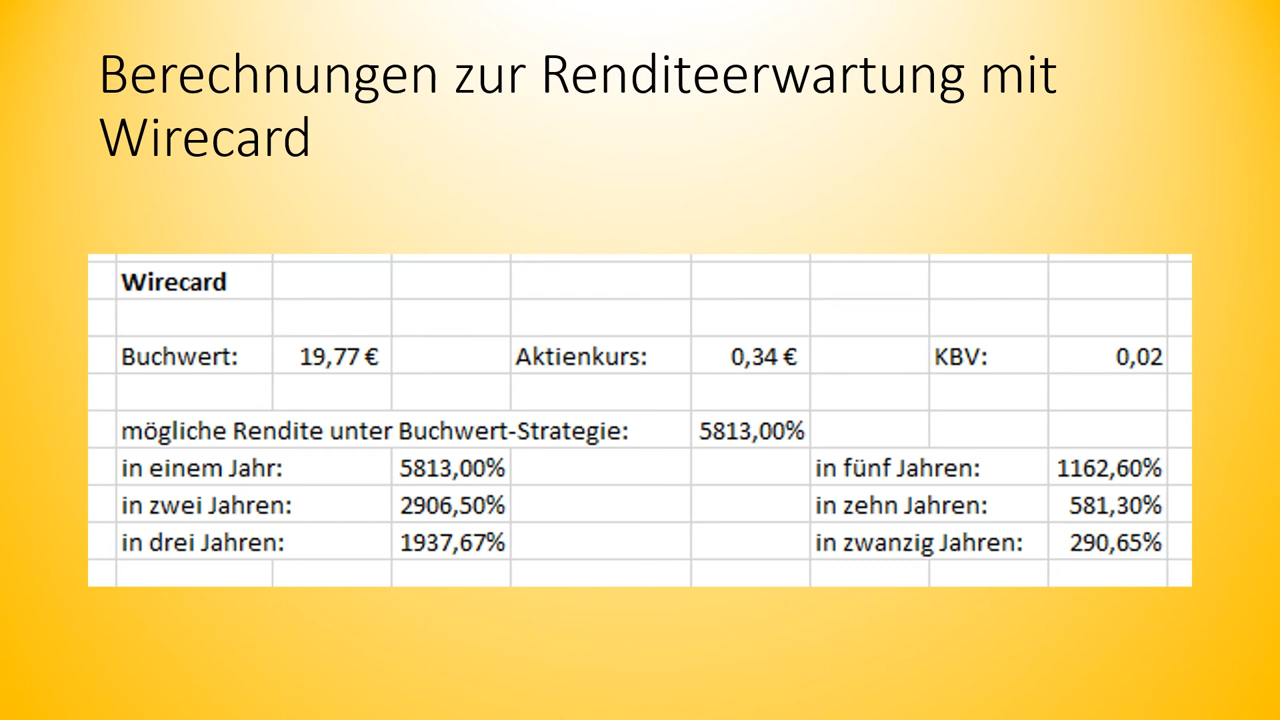 Berechnungen zur Renditeerwartung mit
Wirecard
Wirecard
Buchwert: 19,77 € Aktienkurs: 0,34 € KBV: 0,02
mögliche Rendite unter Buchwert-Strategie: 5813,00%
in einem Jahr: 5813,00% in fünf Jahren: 1162,60%
in zwei Jahren: 2906,50% in zehn Jahren: 581,30%
in drei Jahren: 1937,67% in zwanzig Jahren: 290,65%